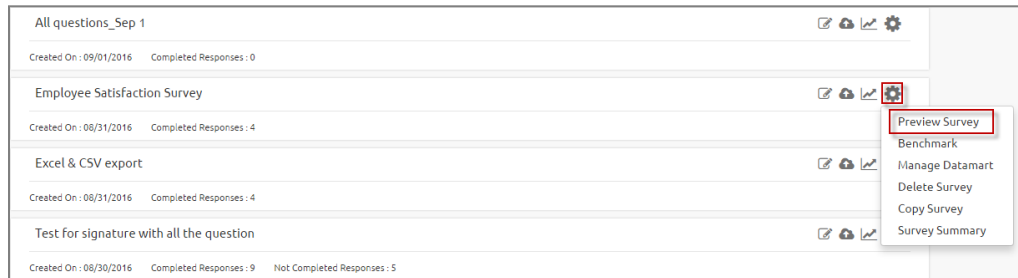 All questions_Sep 1
Created On : 09/01/2016 Completed Responses : 0
Employee Satisfaction Survey
Created On : 08/31/2016 Completed Responses : 4
Preview Survey
Benchmark
Manage Datamart
Delete Survey
Copy Survey
Survey Summary
Excel & CSV export
Created On : 08/31/2016 Completed Responses : 4
Test for signature with all the question
Created On : 08/30/2016 Completed Responses : 9 Not Completed Responses : 5